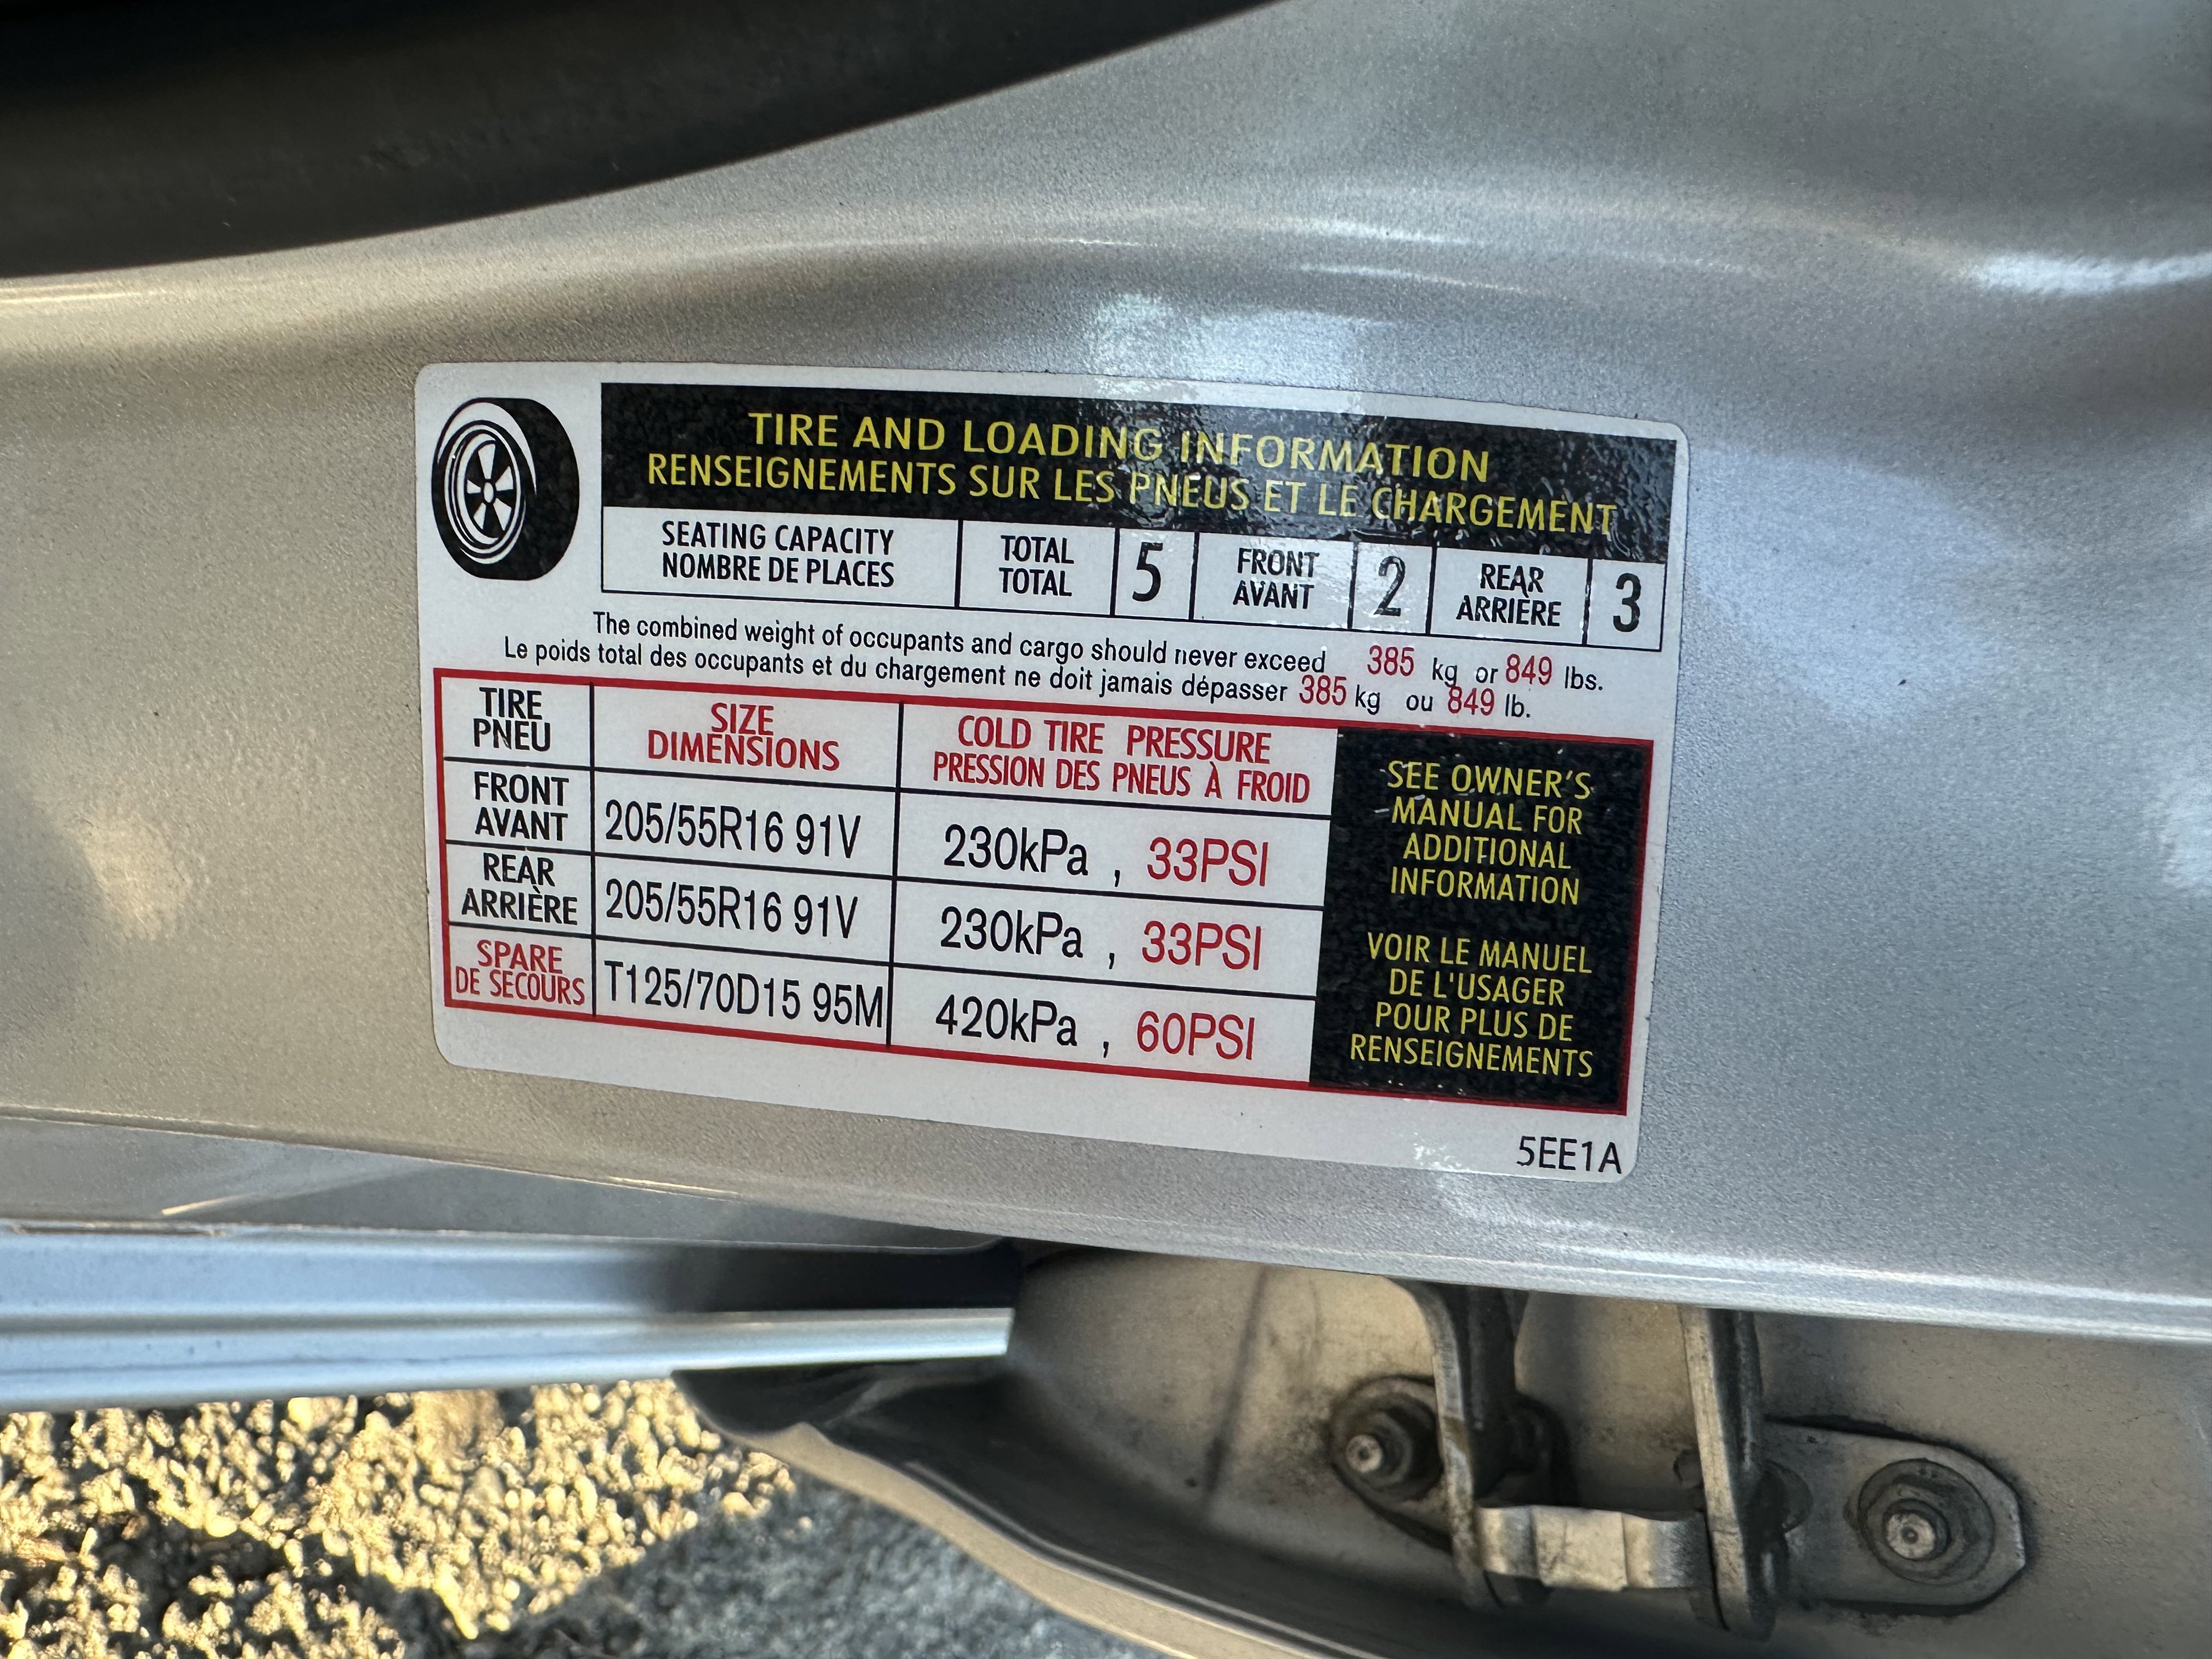 TIRE AND LOADING INFORMATION
RENSEIGNEMENTS SUR LES PNEUS ET LE CHARGEMENT
SEATING CAPACITY
NOMBRE DE PLACES
TOTAL
TOTAL
5
FRONT
AVANT
2
REAR
ARRIÈRE
3
The combined weight of occupants and cargo should never exceed 385 kg or 849 lbs.
Le poids total des occupants et du chargement ne doit jamais dépasser 385 kg ou 849 lb.
TIRE
PNEU
SIZE
DIMENSIONS
COLD TIRE PRESSURE
PRESSION DES PNEUS À FROID
FRONT
AVANT
205/55R16 91V
230kPa , 33PSI
REAR
ARRIÈRE
205/55R16 91V
230kPa , 33PSI
SPARE
DE SECOURS
T125/70D15 95M
420kPa , 60PSI
SEE OWNER'S
MANUAL FOR
ADDITIONAL
INFORMATION
VOIR LE MANUEL
DE L'USAGER
POUR PLUS DE
RENSEIGNEMENTS
5EE1A